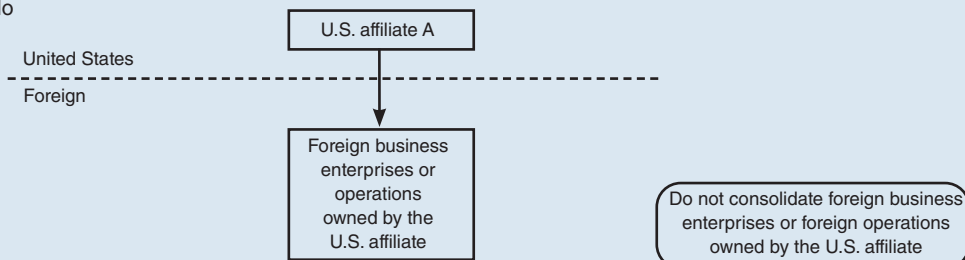 U.S. affiliate A
United States
Foreign
Foreign business
enterprises or
operations
owned by the
U.S. affiliate
Do not consolidate foreign business
enterprises or foreign operations
owned by the U.S. affiliate